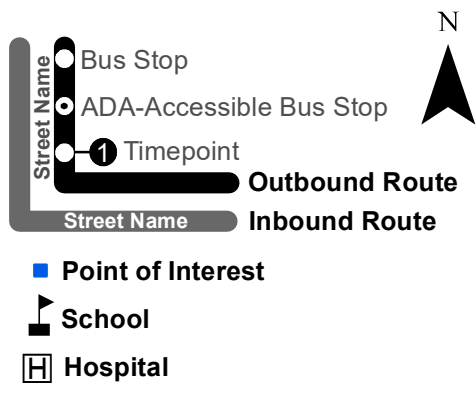 N
Street Name
Bus Stop
ADA-Accessible Bus Stop
1 Timepoint
Outbound Route
Street Name
Inbound Route
Point of Interest
School
H Hospital